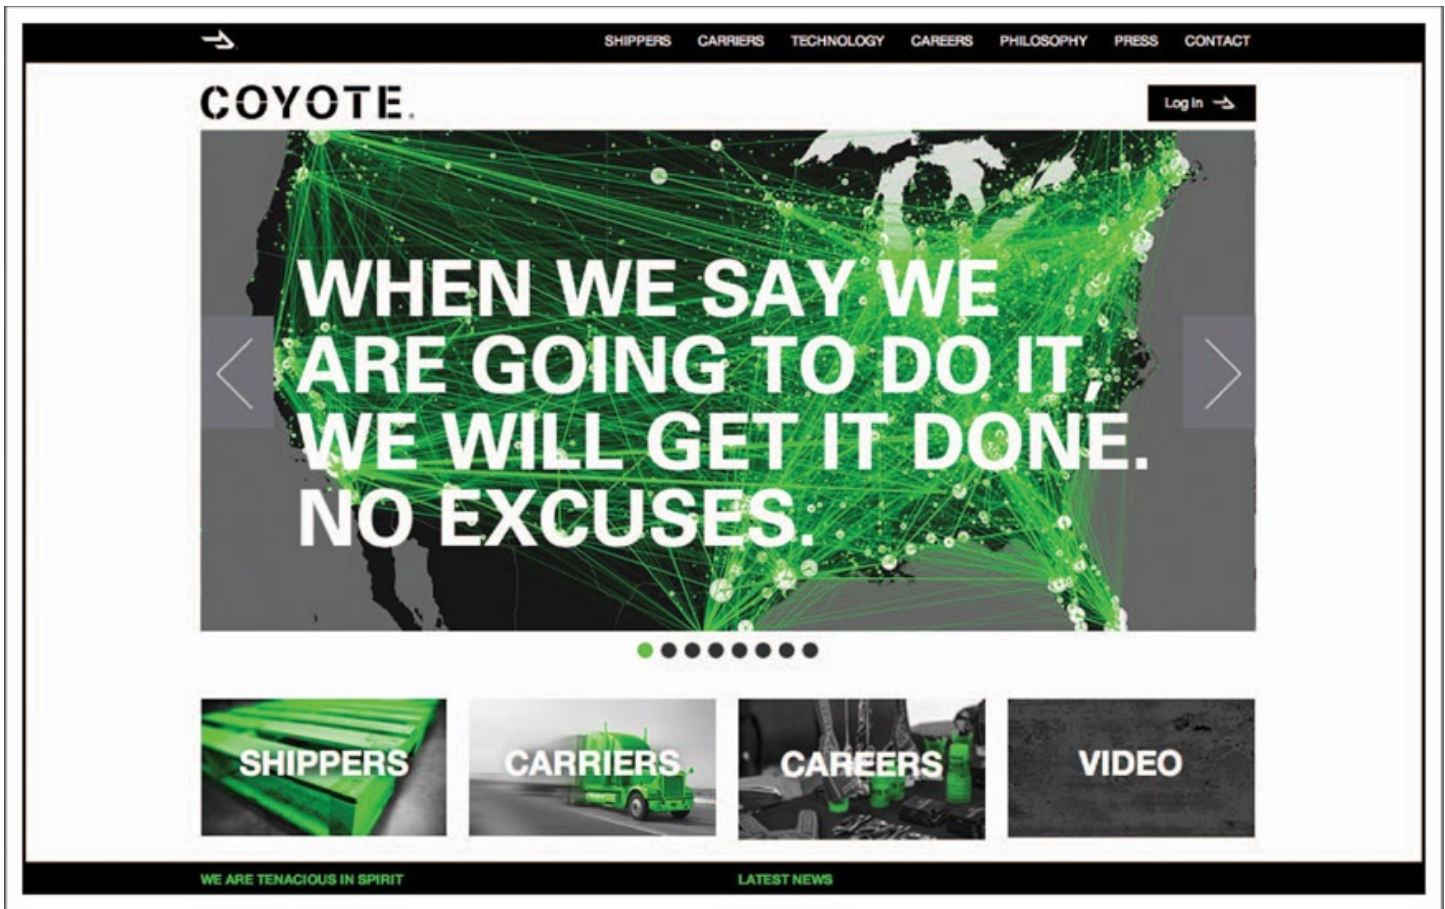 SHIPPERS CARRIERS TECHNOLOGY CAREERS PHILOSOPHY PRESS CONTACT
COYOTE.
Log in
WHEN WE SAY WE
ARE GOING TO DO IT,
WE WILL GET IT DONE.
NO EXCUSES.
SHIPPERS CARRIERS CAREERS VIDEO
WE ARE TENACIOUS IN SPIRIT LATEST NEWS